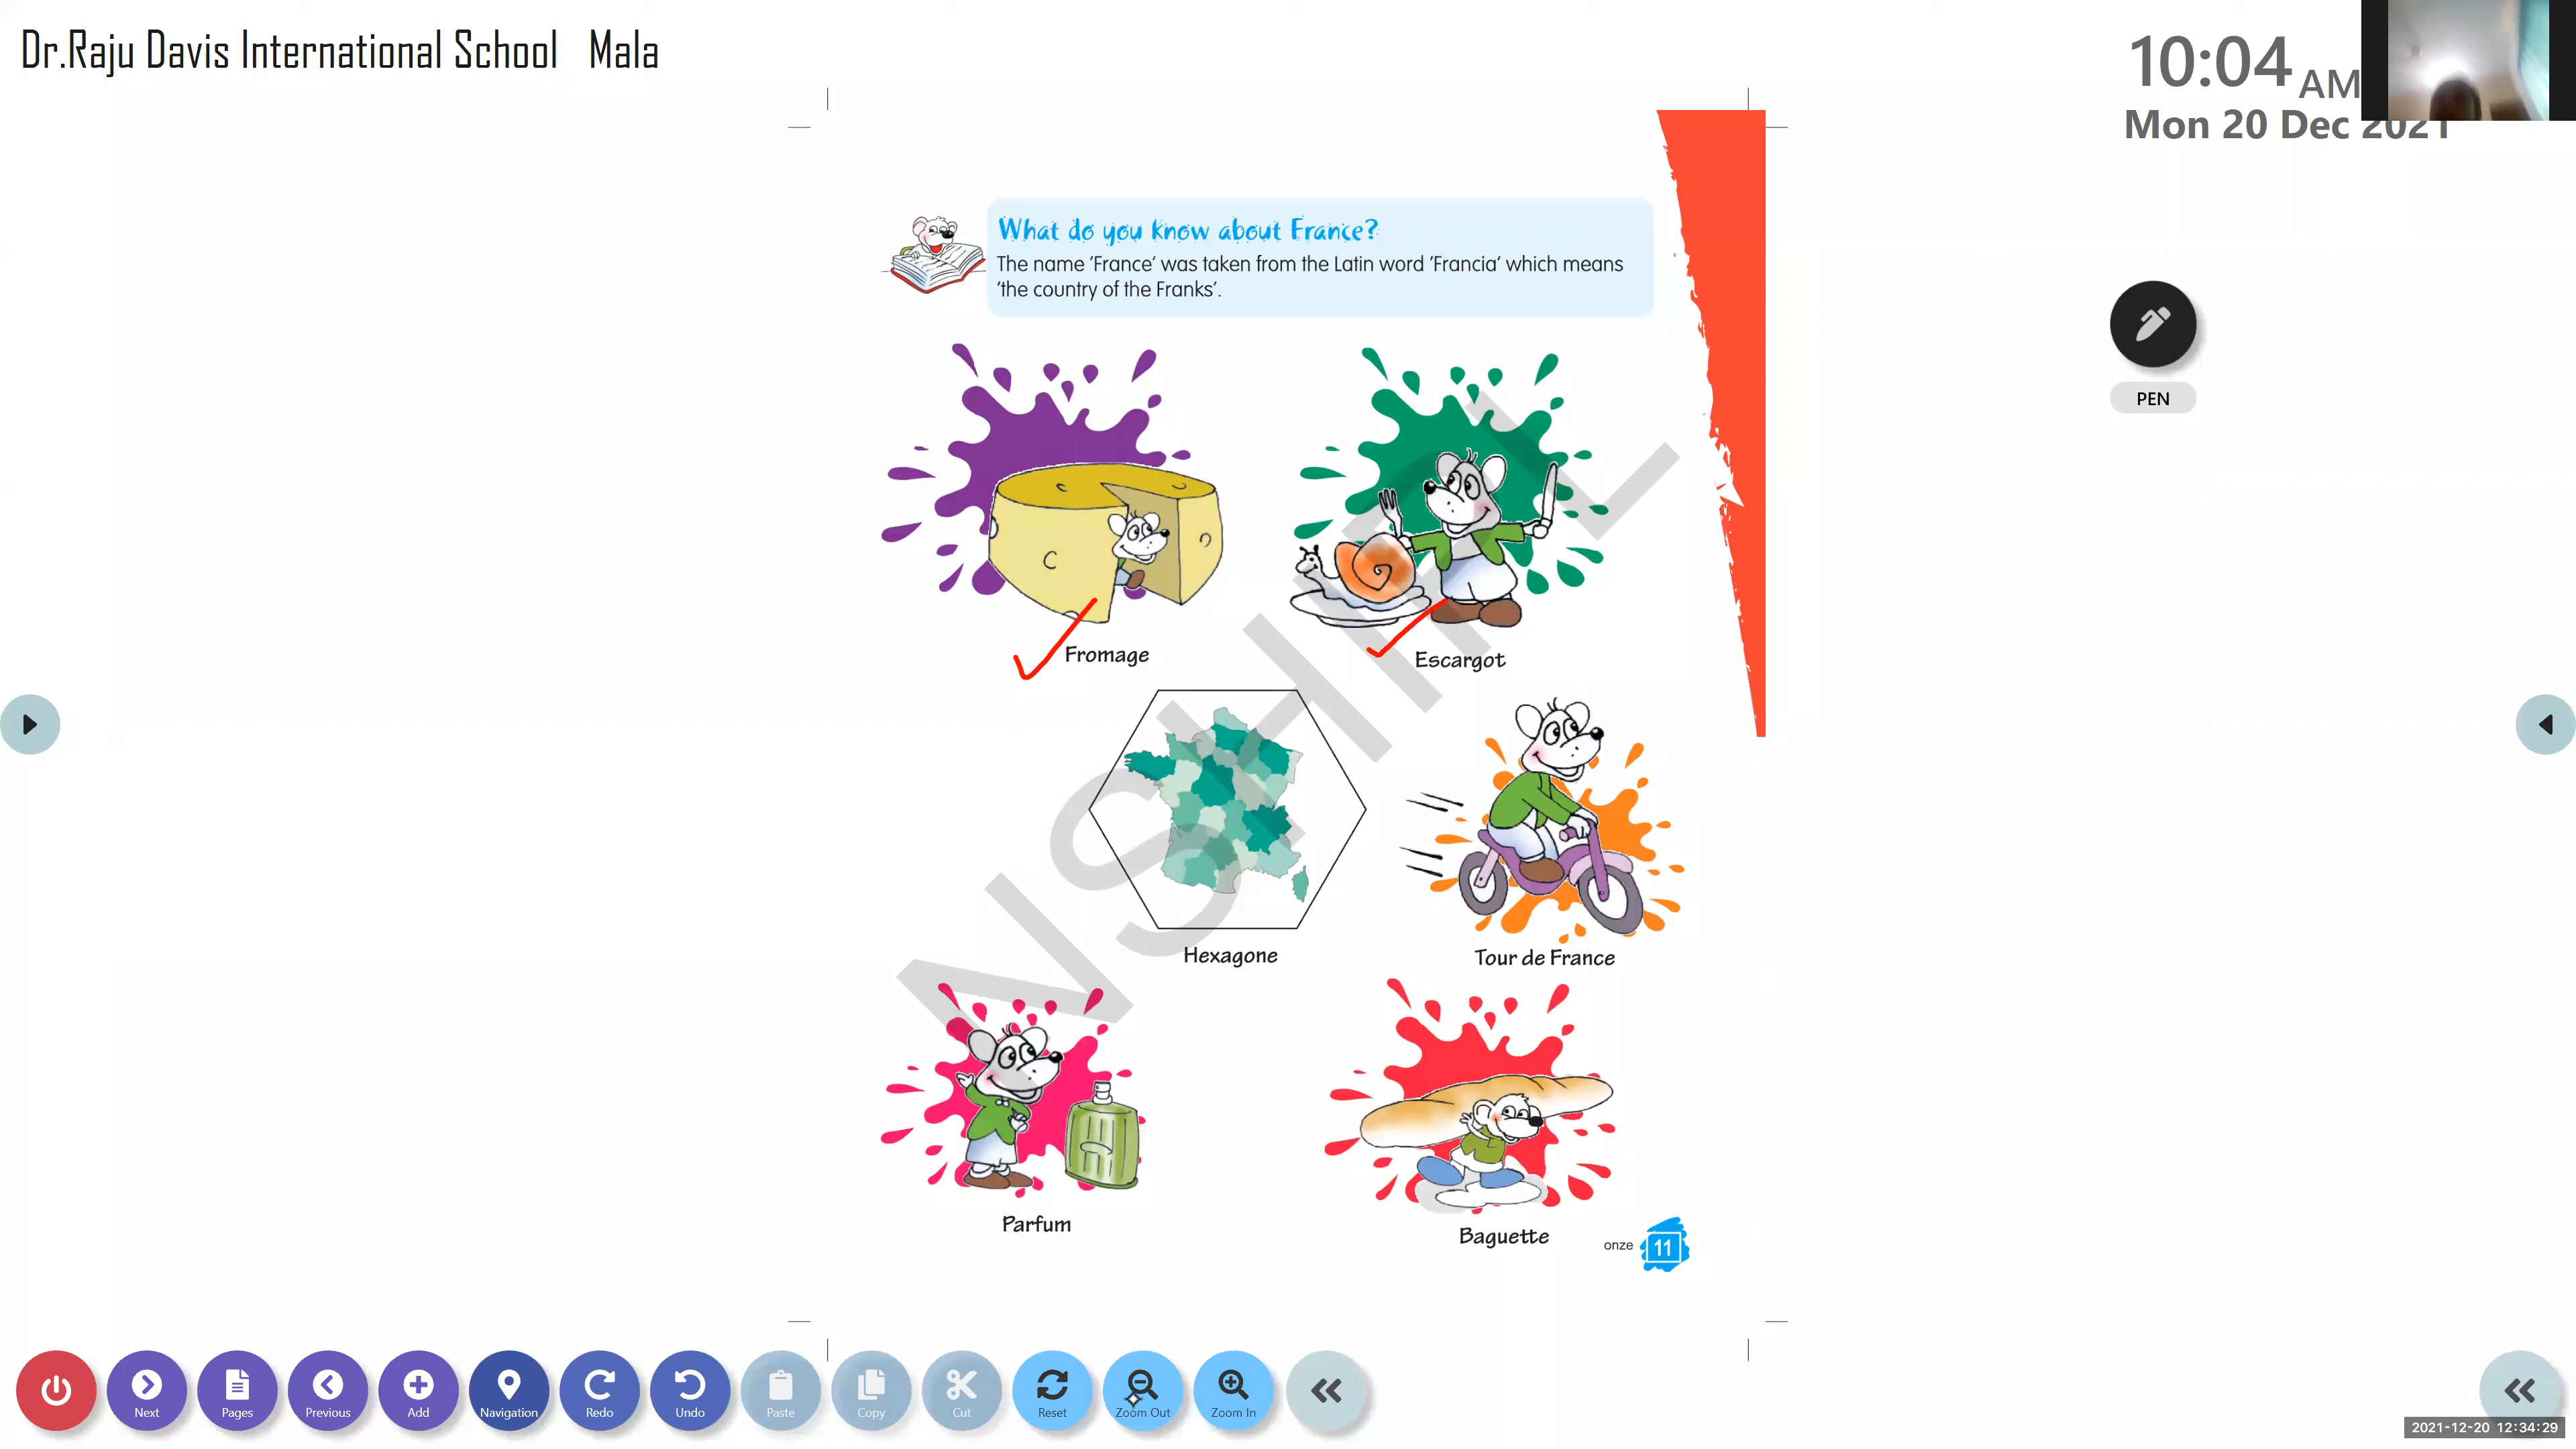 Dr.Raju Davis International School Mala
10:04 AM
Mon 20 Dec 2021
What do you know about France?
The name ‘France’ was taken from the Latin word ‘Francia’ which means
‘the country of the Franks’.
PEN
Fromage
Escargot
Hexagone
Tour de France
Parfum
Baguette
onze 11
NSHIIL
Next
Pages
Previous
Add
Navigation
Redo
Undo
Paste
Copy
Cut
Reset
Zoom Out
Zoom In
2021-12-20 12:34:29